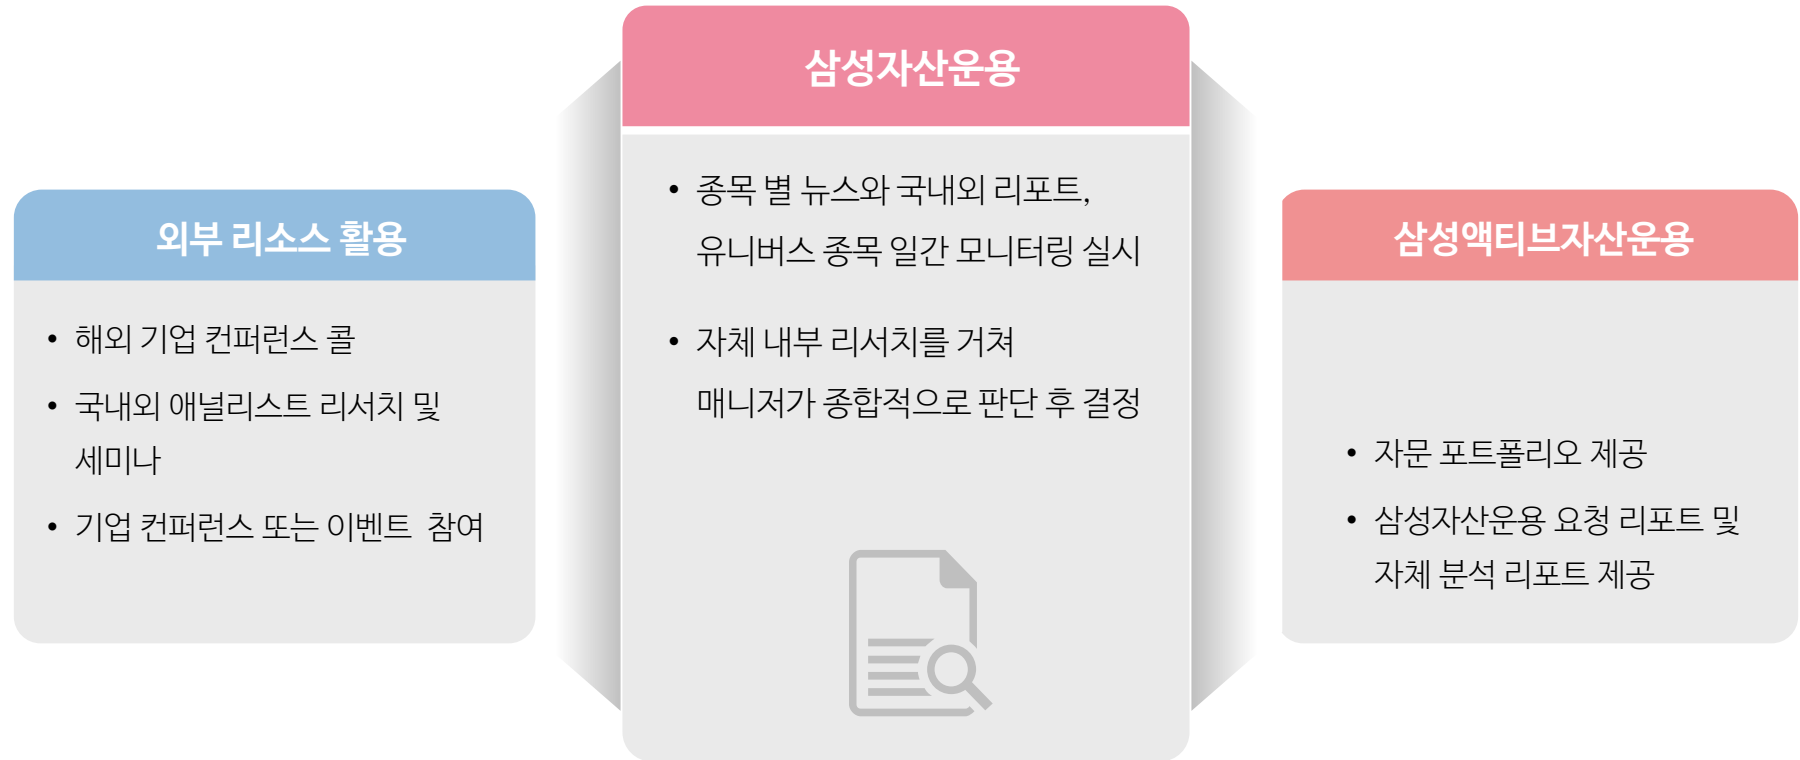 외부 리소스 활용
• 해외 기업 컨퍼런스 콜
• 국내외 애널리스트 리서치 및
세미나
• 기업 컨퍼런스 또는 이벤트 참여
삼성자산운용
• 종목 별 뉴스와 국내외 리포트,
유니버스 종목 일간 모니터링 실시
• 자체 내부 리서치를 거쳐
매니저가 종합적으로 판단 후 결정
삼성액티브자산운용
• 자문 포트폴리오 제공
• 삼성자산운용 요청 리포트 및
자체 분석 리포트 제공